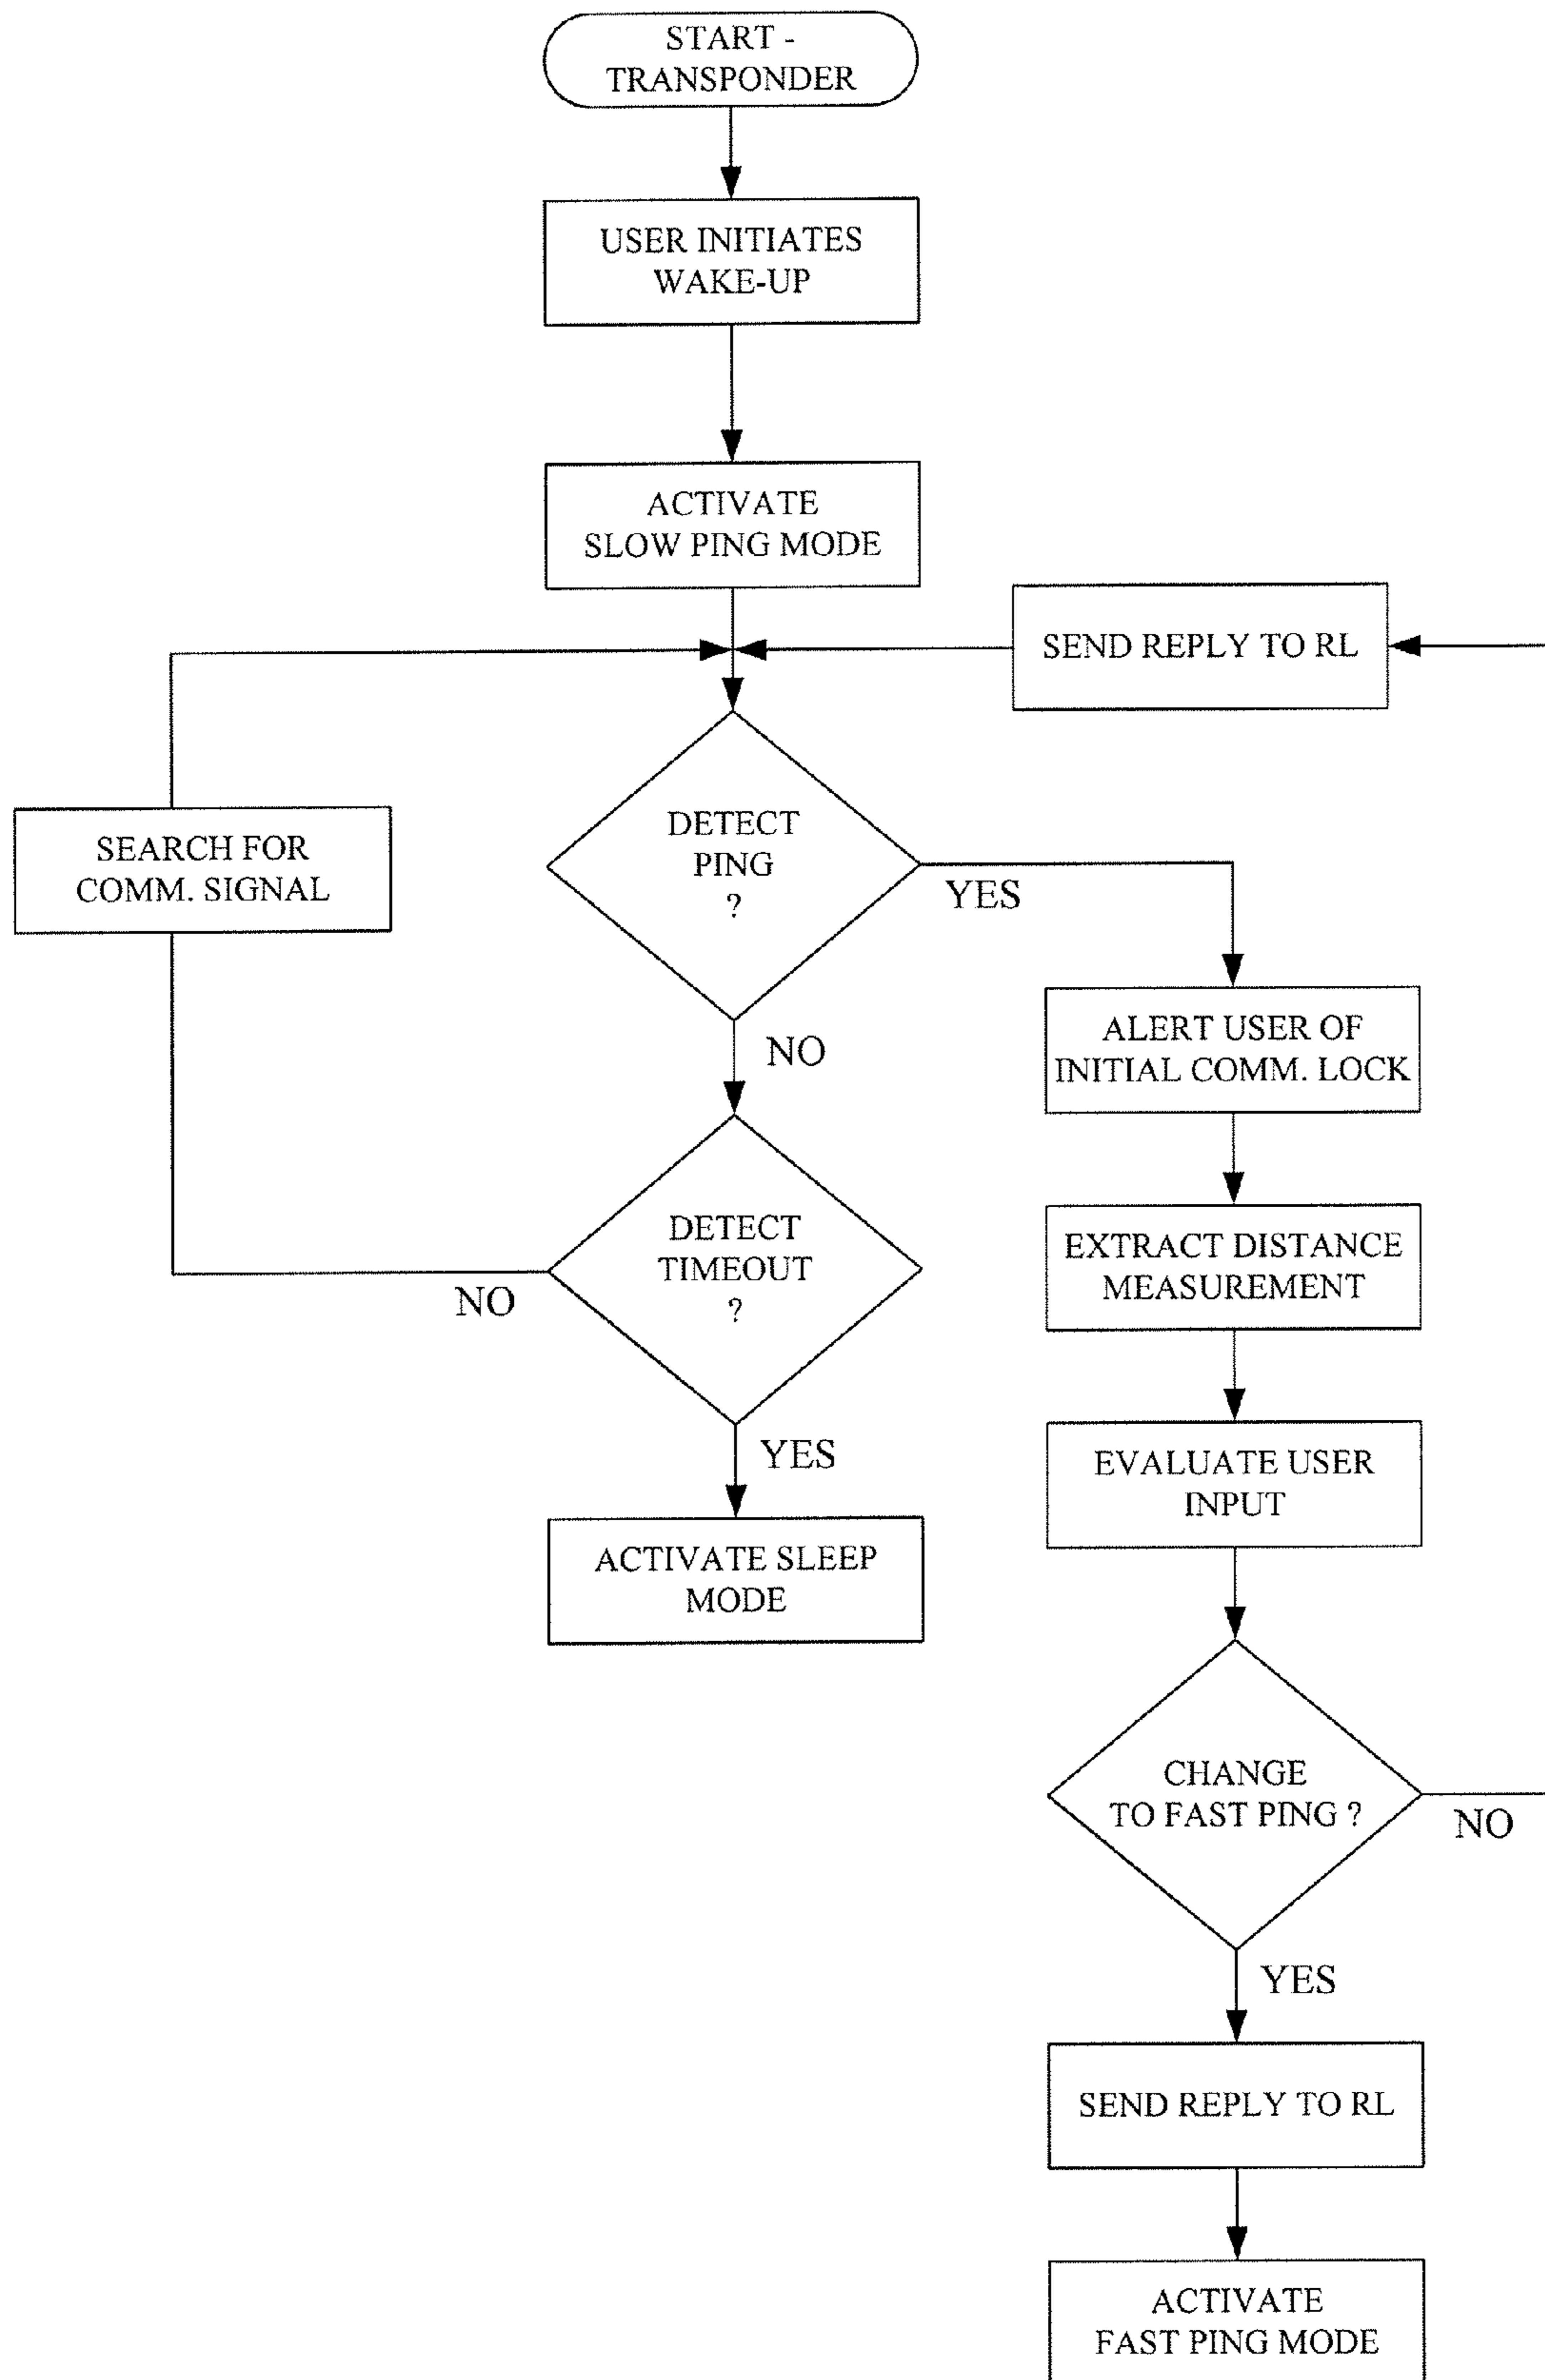 START -
TRANSPONDER
USER INITIATES
WAKE-UP
ACTIVATE
SLOW PING MODE
SEND REPLY TO RL
SEARCH FOR
COMM. SIGNAL
DETECT
PING
?
YES
NO
ALERT USER OF
INITIAL COMM. LOCK
DETECT
TIMEOUT
?
NO
YES
EXTRACT DISTANCE
MEASUREMENT
EVALUATE USER
INPUT
ACTIVATE SLEEP
MODE
CHANGE
TO FAST PING ?
NO
YES
SEND REPLY TO RL
ACTIVATE
FAST PING MODE